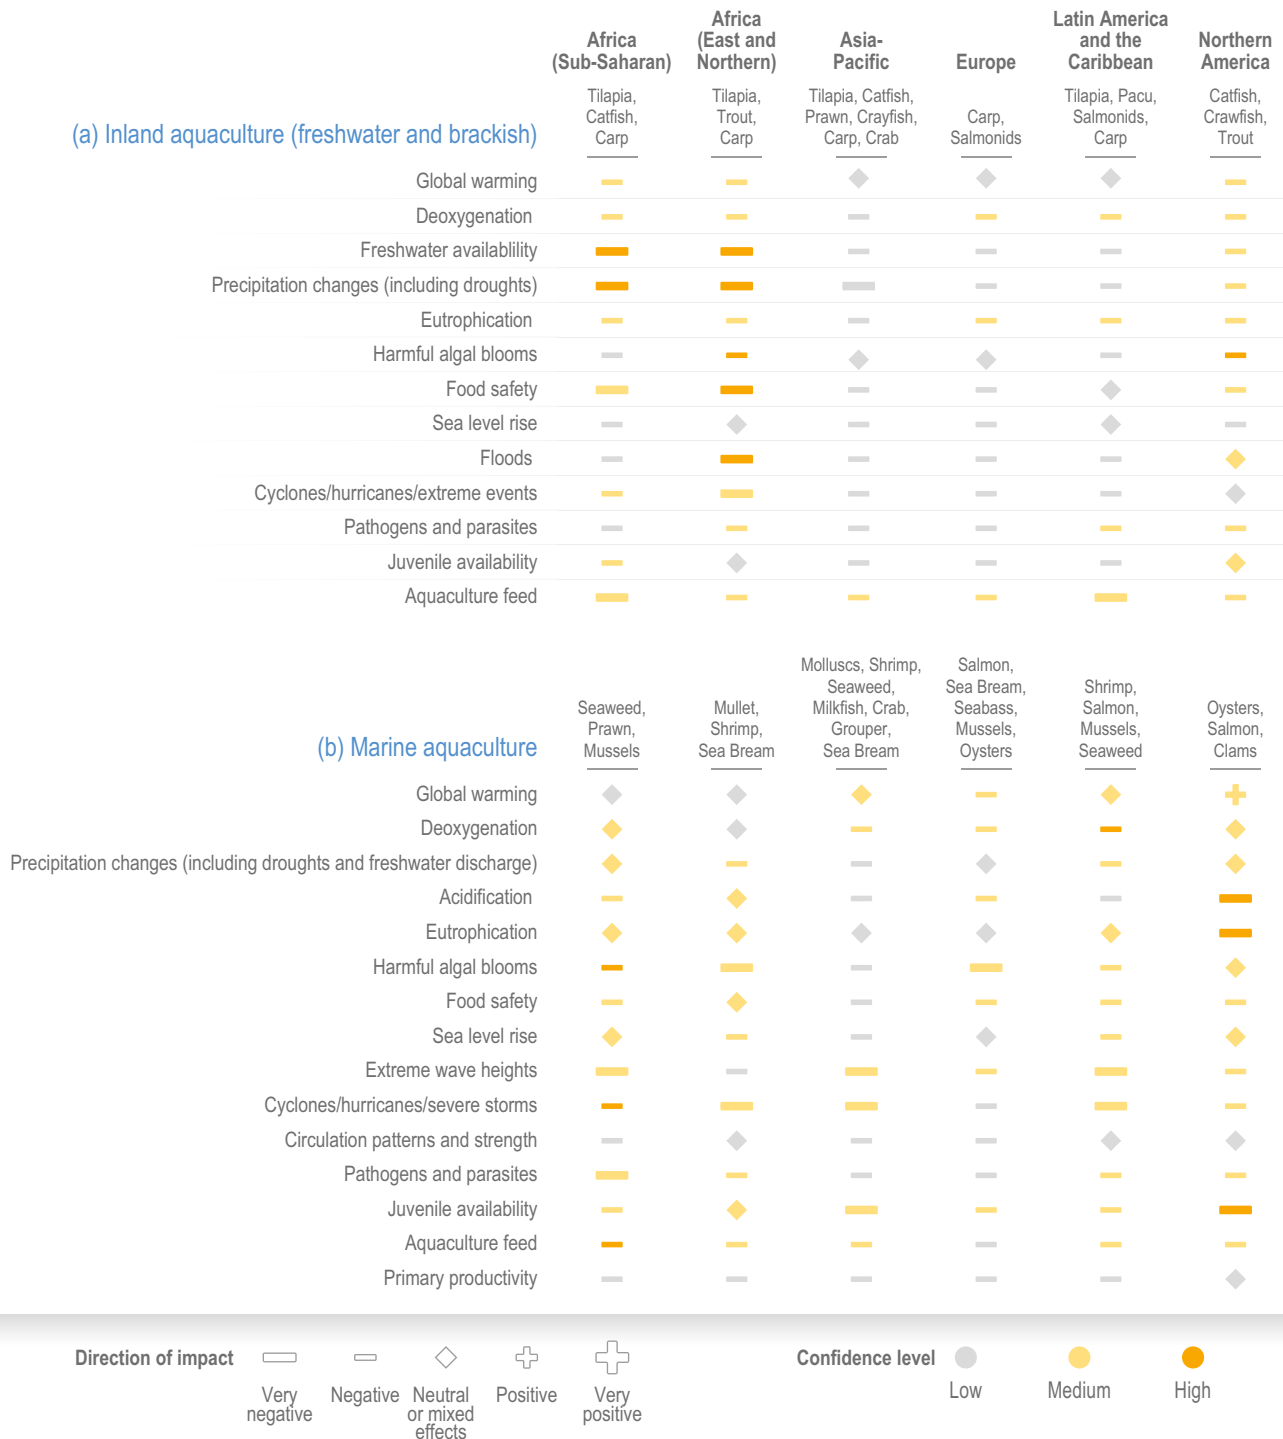 Africa
(Sub-Saharan)
Africa
(East and
Northern)
Asia-
Pacific
Europe
Latin America
and the
Caribbean
Northern
America
(a) Inland aquaculture (freshwater and brackish)
Tilapia,
Catfish,
Carp
Tilapia,
Trout,
Carp
Tilapia, Catfish,
Prawn, Crayfish,
Carp, Crab
Carp,
Salmonids
Tilapia, Pacu,
Salmonids,
Carp
Catfish,
Crawfish,
Trout
Global warming
Deoxygenation
Freshwater availablility
Precipitation changes (including droughts)
Eutrophication
Harmful algal blooms
Food safety
Sea level rise
Floods
Cyclones/hurricanes/extreme events
Pathogens and parasites
Juvenile availability
Aquaculture feed
(b) Marine aquaculture
Seaweed,
Prawn,
Mussels
Mullet,
Shrimp,
Sea Bream
Molluscs, Shrimp,
Seaweed,
Milkfish, Crab,
Grouper,
Sea Bream
Salmon,
Sea Bream,
Seabass,
Mussels,
Oysters
Shrimp,
Salmon,
Mussels,
Seaweed
Oysters,
Salmon,
Clams
Global warming
Deoxygenation
Precipitation changes (including droughts and freshwater discharge)
Acidification
Eutrophication
Harmful algal blooms
Food safety
Sea level rise
Extreme wave heights
Cyclones/hurricanes/severe storms
Circulation patterns and strength
Pathogens and parasites
Juvenile availability
Aquaculture feed
Primary productivity
Direction of impact
Very
negative
Negative
Neutral
or mixed
effects
Positive
Very
positive
Confidence level
Low
Medium
High